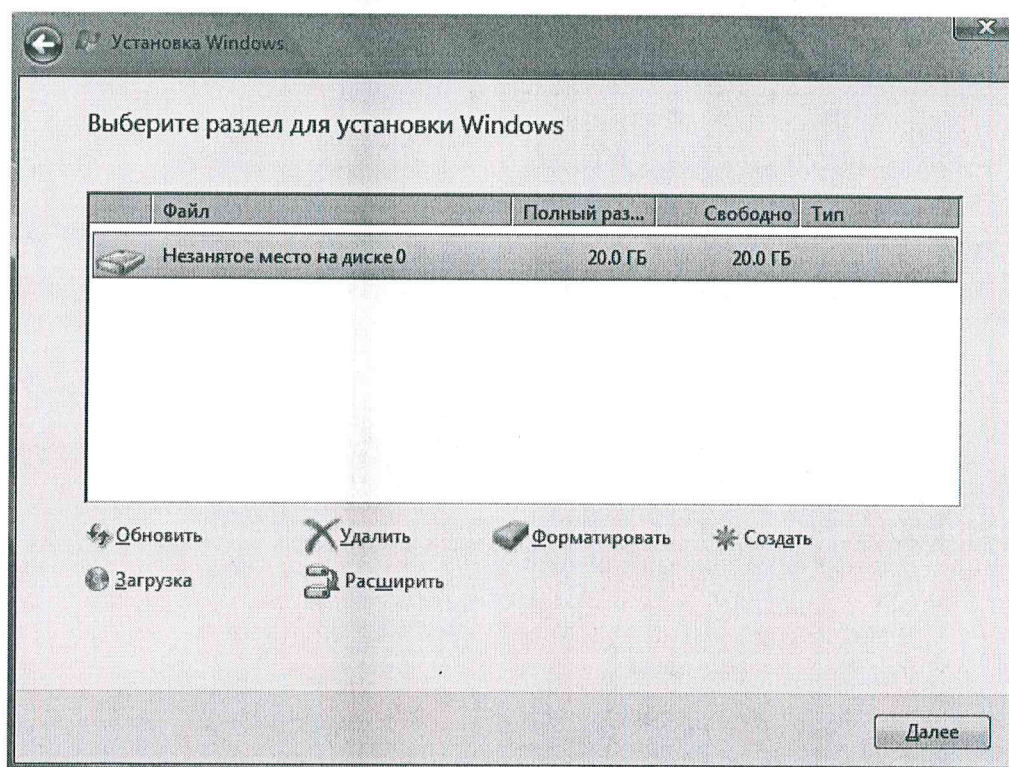 Установка Windows
Выберите раздел для установки Windows
Файл Полный раз... Свободно Тип
Незанятое место на диске 0 20.0 ГБ 20.0 ГБ
Обновить Удалить Форматировать Создать
Загрузка Расширить
Далее